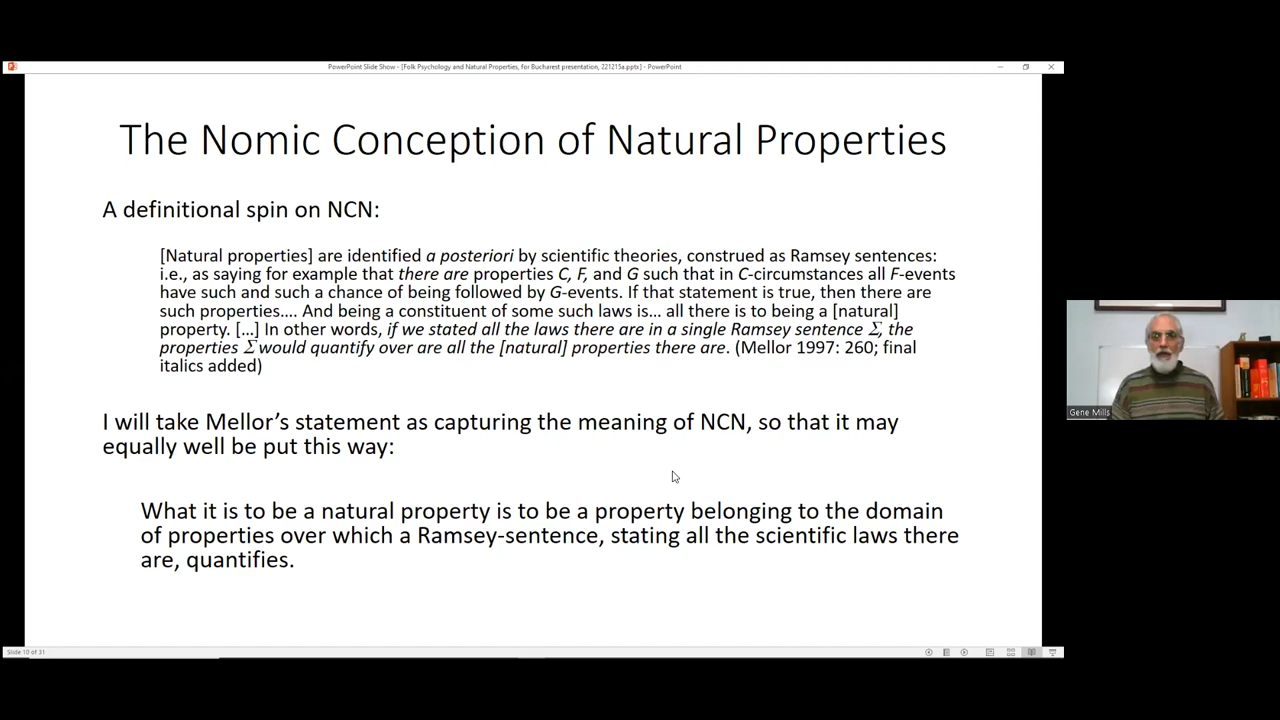 PowerPoint Slide Show - [Folk Psychology and Natural Properties, for Bucharest presentation, 221215a.pptx] - PowerPoint
The Nomic Conception of Natural Properties
A definitional spin on NCN:
[Natural properties] are identified a posteriori by scientific theories, construed as Ramsey sentences:
i.e., as saying for example that there are properties C, F, and G such that in C-circumstances all F-events
have such and such a chance of being followed by G-events. If that statement is true, then there are
such properties.... And being a constituent of some such laws is... all there is to being a [natural]
property. […] In other words, if we stated all the laws there are in a single Ramsey sentence Σ, the
properties Σ would quantify over are all the [natural] properties there are. (Mellor 1997: 260; final
italics added)
I will take Mellor's statement as capturing the meaning of NCN, so that it may
equally well be put this way:
Gene Mills
What it is to be a natural property is to be a property belonging to the domain
of properties over which a Ramsey-sentence, stating all the scientific laws there
are, quantifies.
Slide 10 of 31